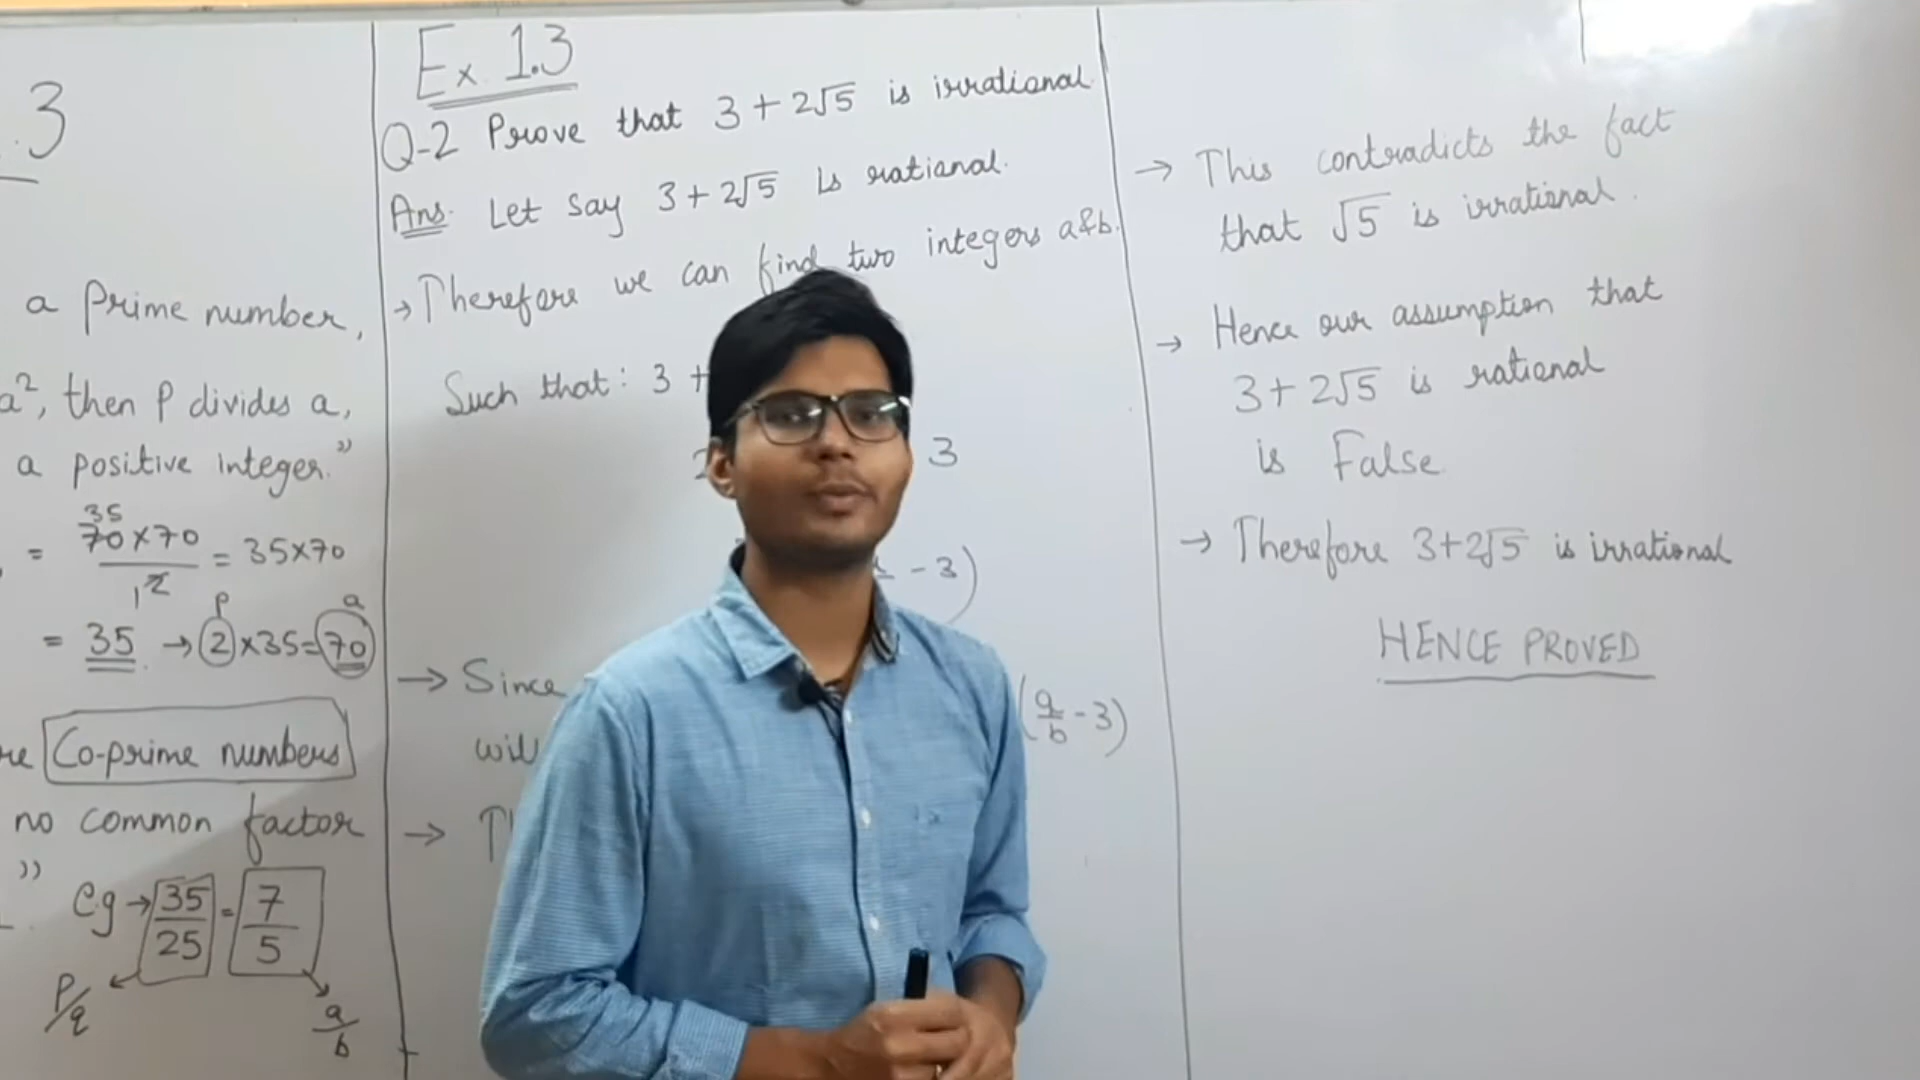 .3
a Prime number,
a², then P divides a,
a positive integer."
= 70×70 = 35×70
35
12
P
a
= 35 → 2 ×35= 70
Co-prime numbers
no common factor
"
e.g → 35/25 = 7/5
P/q
a/b
Ex. 1.3
Q-2 Prove that 3 + 2√5 is irrational.
Ans. Let say 3 + 2√5 is rational.
→ Therefore we can find two integers a&b.
Such that: 3 +
3
- 3)
→ Since
(a/b - 3)
will
→
→ This contradicts the fact
that √5 is irrational.
→ Hence our assumption that
3 + 2√5 is rational
is False.
→ Therefore 3+2√5 is irrational
HENCE PROVED